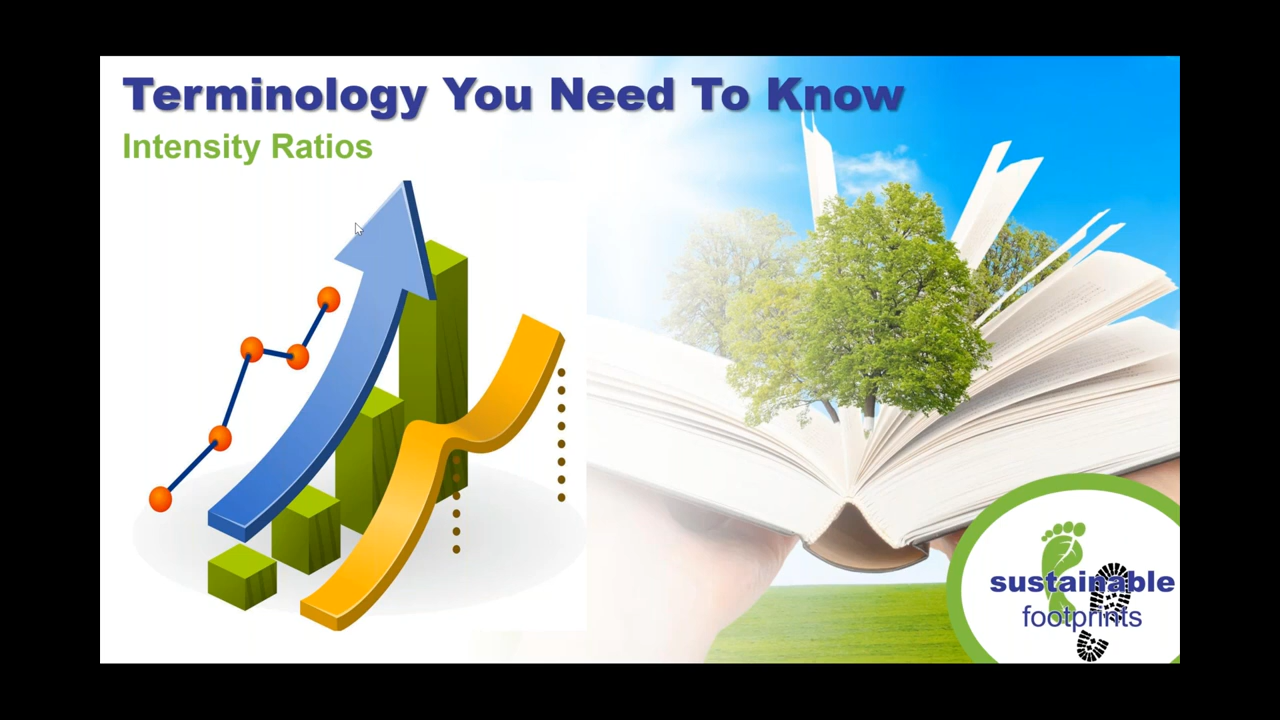 Terminology You Need To Know
Intensity Ratios
sustainable
footprints